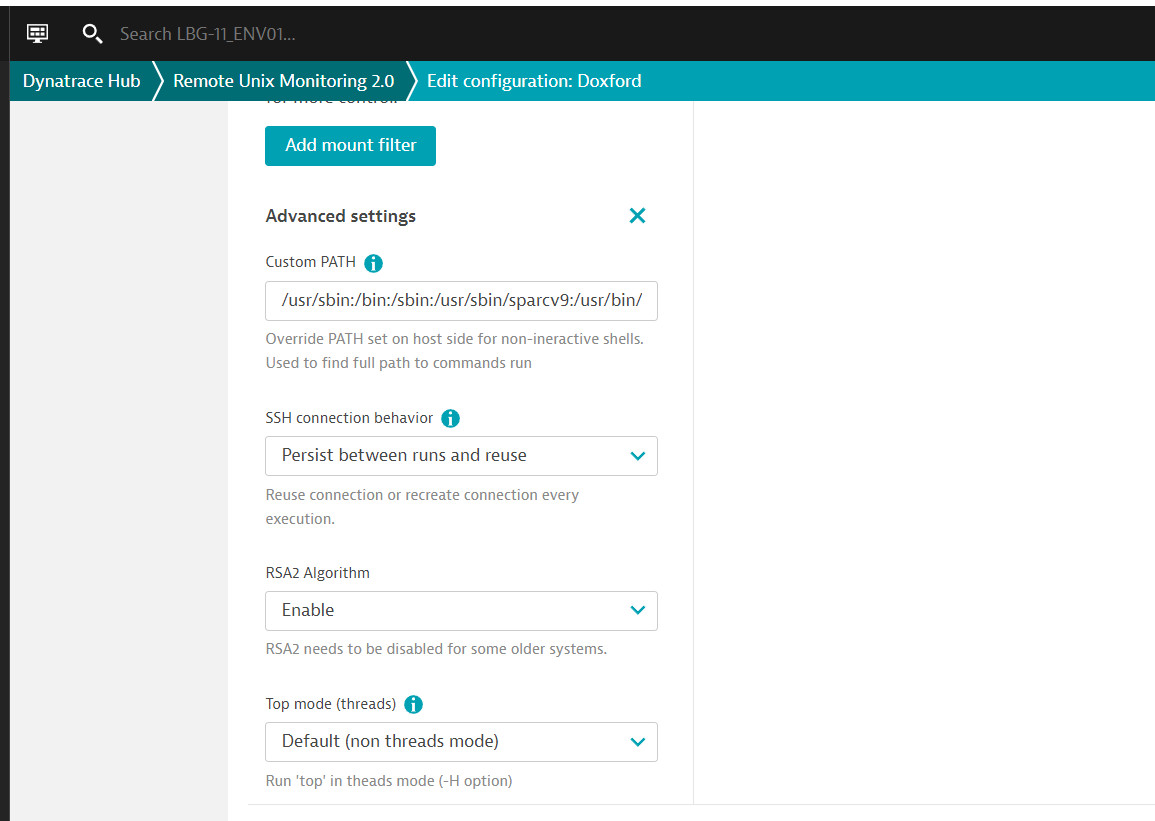 Search LBG-11_ENV01...
Dynatrace Hub Remote Unix Monitoring 2.0 Edit configuration: Doxford
for more control.
Add mount filter
Advanced settings
Custom PATH
/usr/sbin:/bin:/sbin:/usr/sbin/sparcv9:/usr/bin/
Override PATH set on host side for non-ineractive shells.
Used to find full path to commands run
SSH connection behavior
Persist between runs and reuse
Reuse connection or recreate connection every
execution.
RSA2 Algorithm
Enable
RSA2 needs to be disabled for some older systems.
Top mode (threads)
Default (non threads mode)
Run 'top' in theads mode (-H option)